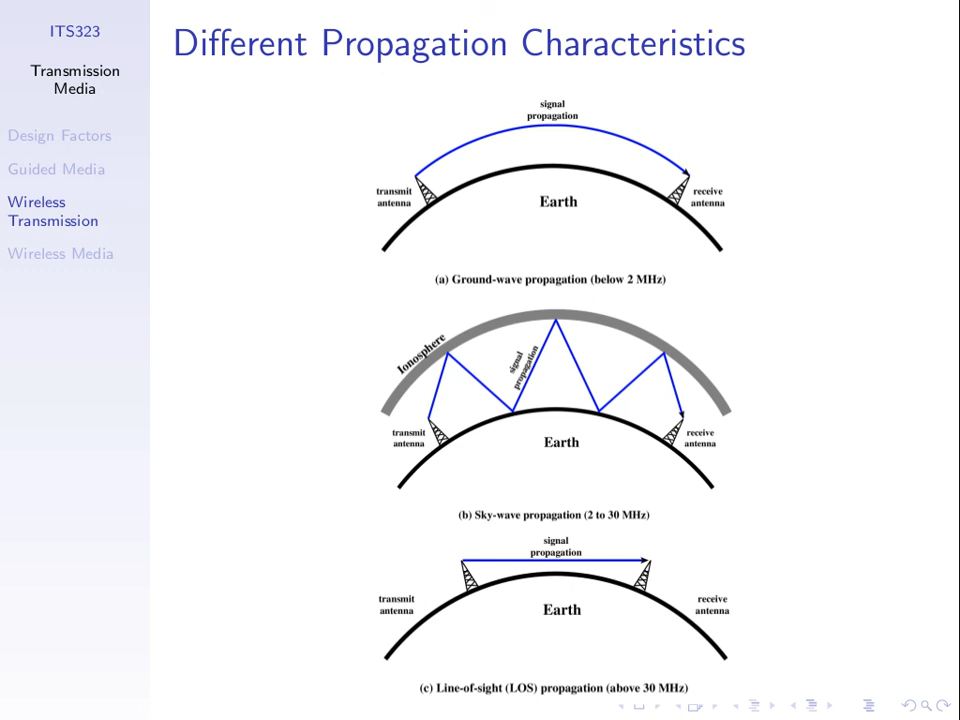 ITS323
Transmission
Media
Design Factors
Guided Media
Wireless
Transmission
Wireless Media
Different Propagation Characteristics
signal
propagation
transmit
antenna
receive
antenna
Earth
(a) Ground-wave propagation (below 2 MHz)
Ionosphere
signal
propagation
transmit
antenna
receive
antenna
Earth
(b) Sky-wave propagation (2 to 30 MHz)
signal
propagation
transmit
antenna
receive
antenna
Earth
(c) Line-of-sight (LOS) propagation (above 30 MHz)